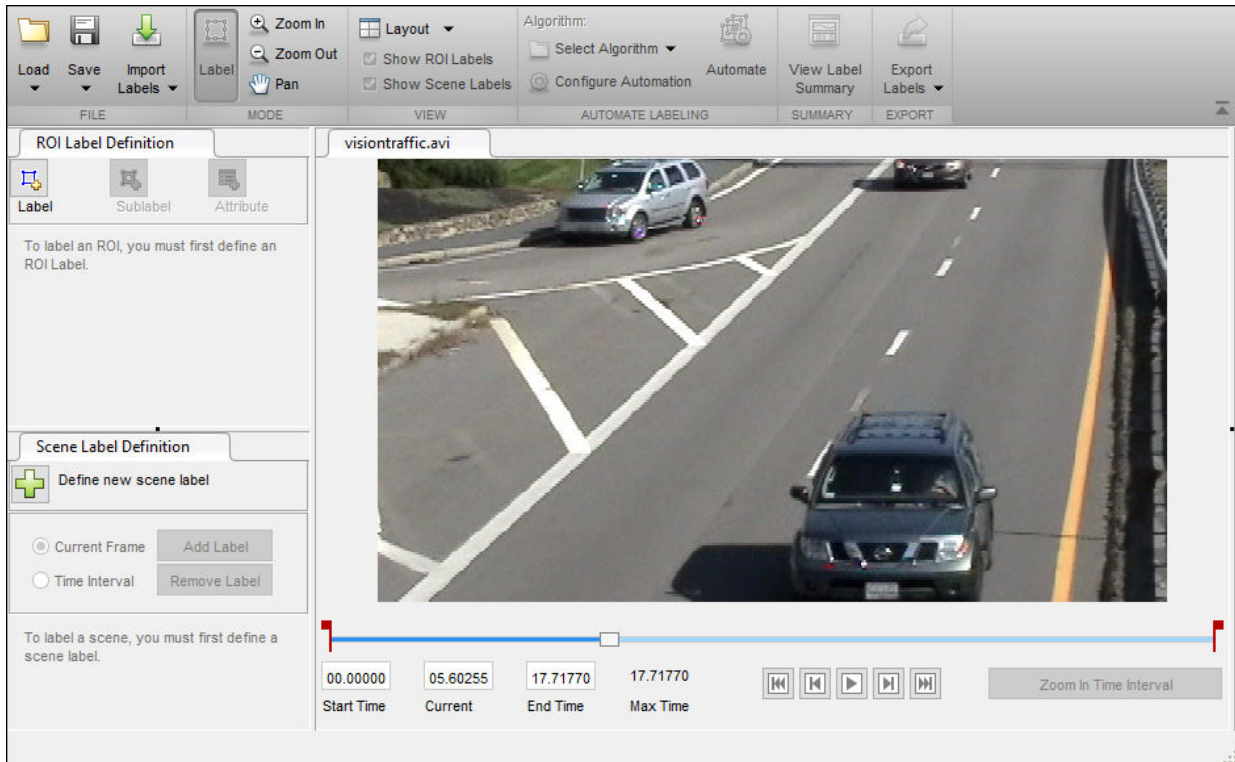 Load
Save
Import
Labels
FILE
Label
Zoom In
Zoom Out
Pan
MODE
Layout
Show ROI Labels
Show Scene Labels
VIEW
Algorithm:
Select Algorithm
Configure Automation
Automate
AUTOMATE LABELING
View Label
Summary
SUMMARY
Export
Labels
EXPORT
ROI Label Definition
Label
Sublabel
Attribute
To label an ROI, you must first define an
ROI Label.
Scene Label Definition
Define new scene label
Current Frame
Add Label
Time Interval
Remove Label
To label a scene, you must first define a
scene label.
visiontraffic.avi
00.00000
05.60255
17.71770
17.71770
Start Time
Current
End Time
Max Time
Zoom In Time Interval